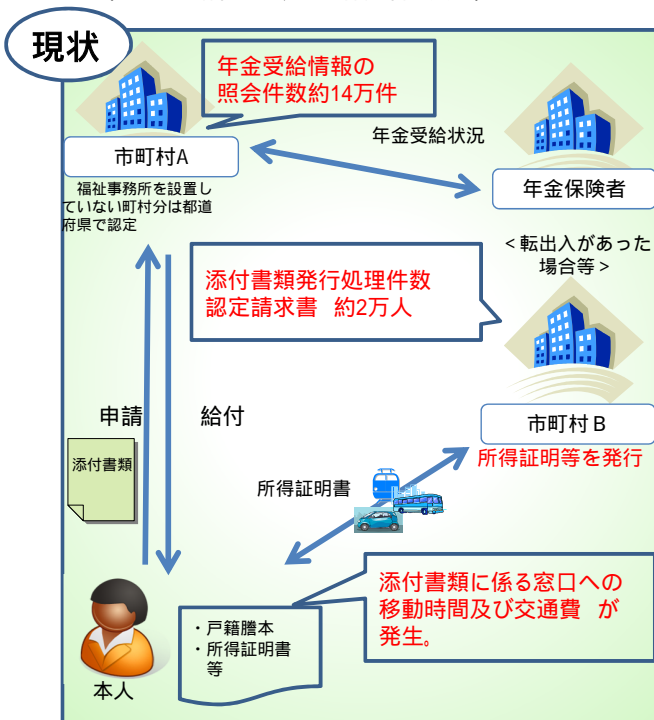 現状
年金受給情報の
照会件数約14万件
市町村A
福祉事務所を設置し
ていない町村分は都道
府県で認定
年金受給状況
年金保険者
<転出入があった
場合等>
添付書類発行処理件数
認定請求書 約2万人
市町村B
所得証明等を発行
申請
給付
添付書類
所得証明書
添付書類に係る窓口への
移動時間及び交通費 が
発生。
・戸籍謄本
・所得証明書
等
本人